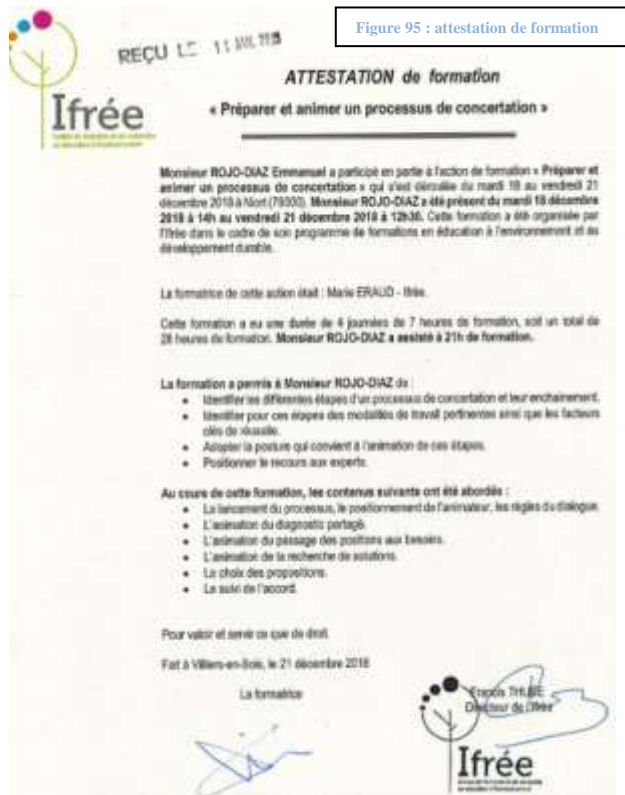 Figure 95 : attestation de formation
REÇU LE 11
ATTESTATION de formation
Ifrée
« Préparer et animer un processus de concertation »
Monsieur ROJO-DIAZ Emmanuel a participé en partie à l'action de formation « Préparer et
animer un processus de concertation » qui s'est déroulée du mardi 18 au vendredi 21
décembre 2018 à Niort (79000). Monsieur ROJO-DIAZ a été présent du mardi 18 décembre
2018 à 14h au vendredi 21 décembre 2018 à 12h30. Cette formation a été organisée par
l'Ifrée dans le cadre de son programme de formations en éducation à l'environnement et au
développement durable.
La formatrice de cette action était : Marie ERAUD - Ifrée.
Cette formation a eu une durée de 4 journées de 7 heures de formation, soit un total de
28 heures de formation. Monsieur ROJO-DIAZ a assisté à 21h de formation.
La formation a permis à Monsieur ROJO-DIAZ de :
• Identifier les différentes étapes d'un processus de concertation et leur enchainement.
• Identifier pour ces étapes des modalités de travail pertinentes ainsi que les facteurs
clés de réussite.
• Adopter la posture qui convient à l'animation de ces étapes.
• Positionner le recours aux experts.
Au cours de cette formation, les contenus suivants ont été abordés :
• Le lancement du processus, le positionnement de l'animateur, les règles du dialogue.
• L'animation du diagnostic partagé.
• L'animation du passage des positions aux besoins.
• L'animation de la recherche de solutions.
• Le choix des propositions.
• Le suivi de l'accord.
Pour valoir et servir ce que de droit.
Fait à Villiers-en-Bois, le 21 décembre 2018
La formatrice
Francis THUBE
Directeur de l'Ifrée
Ifrée